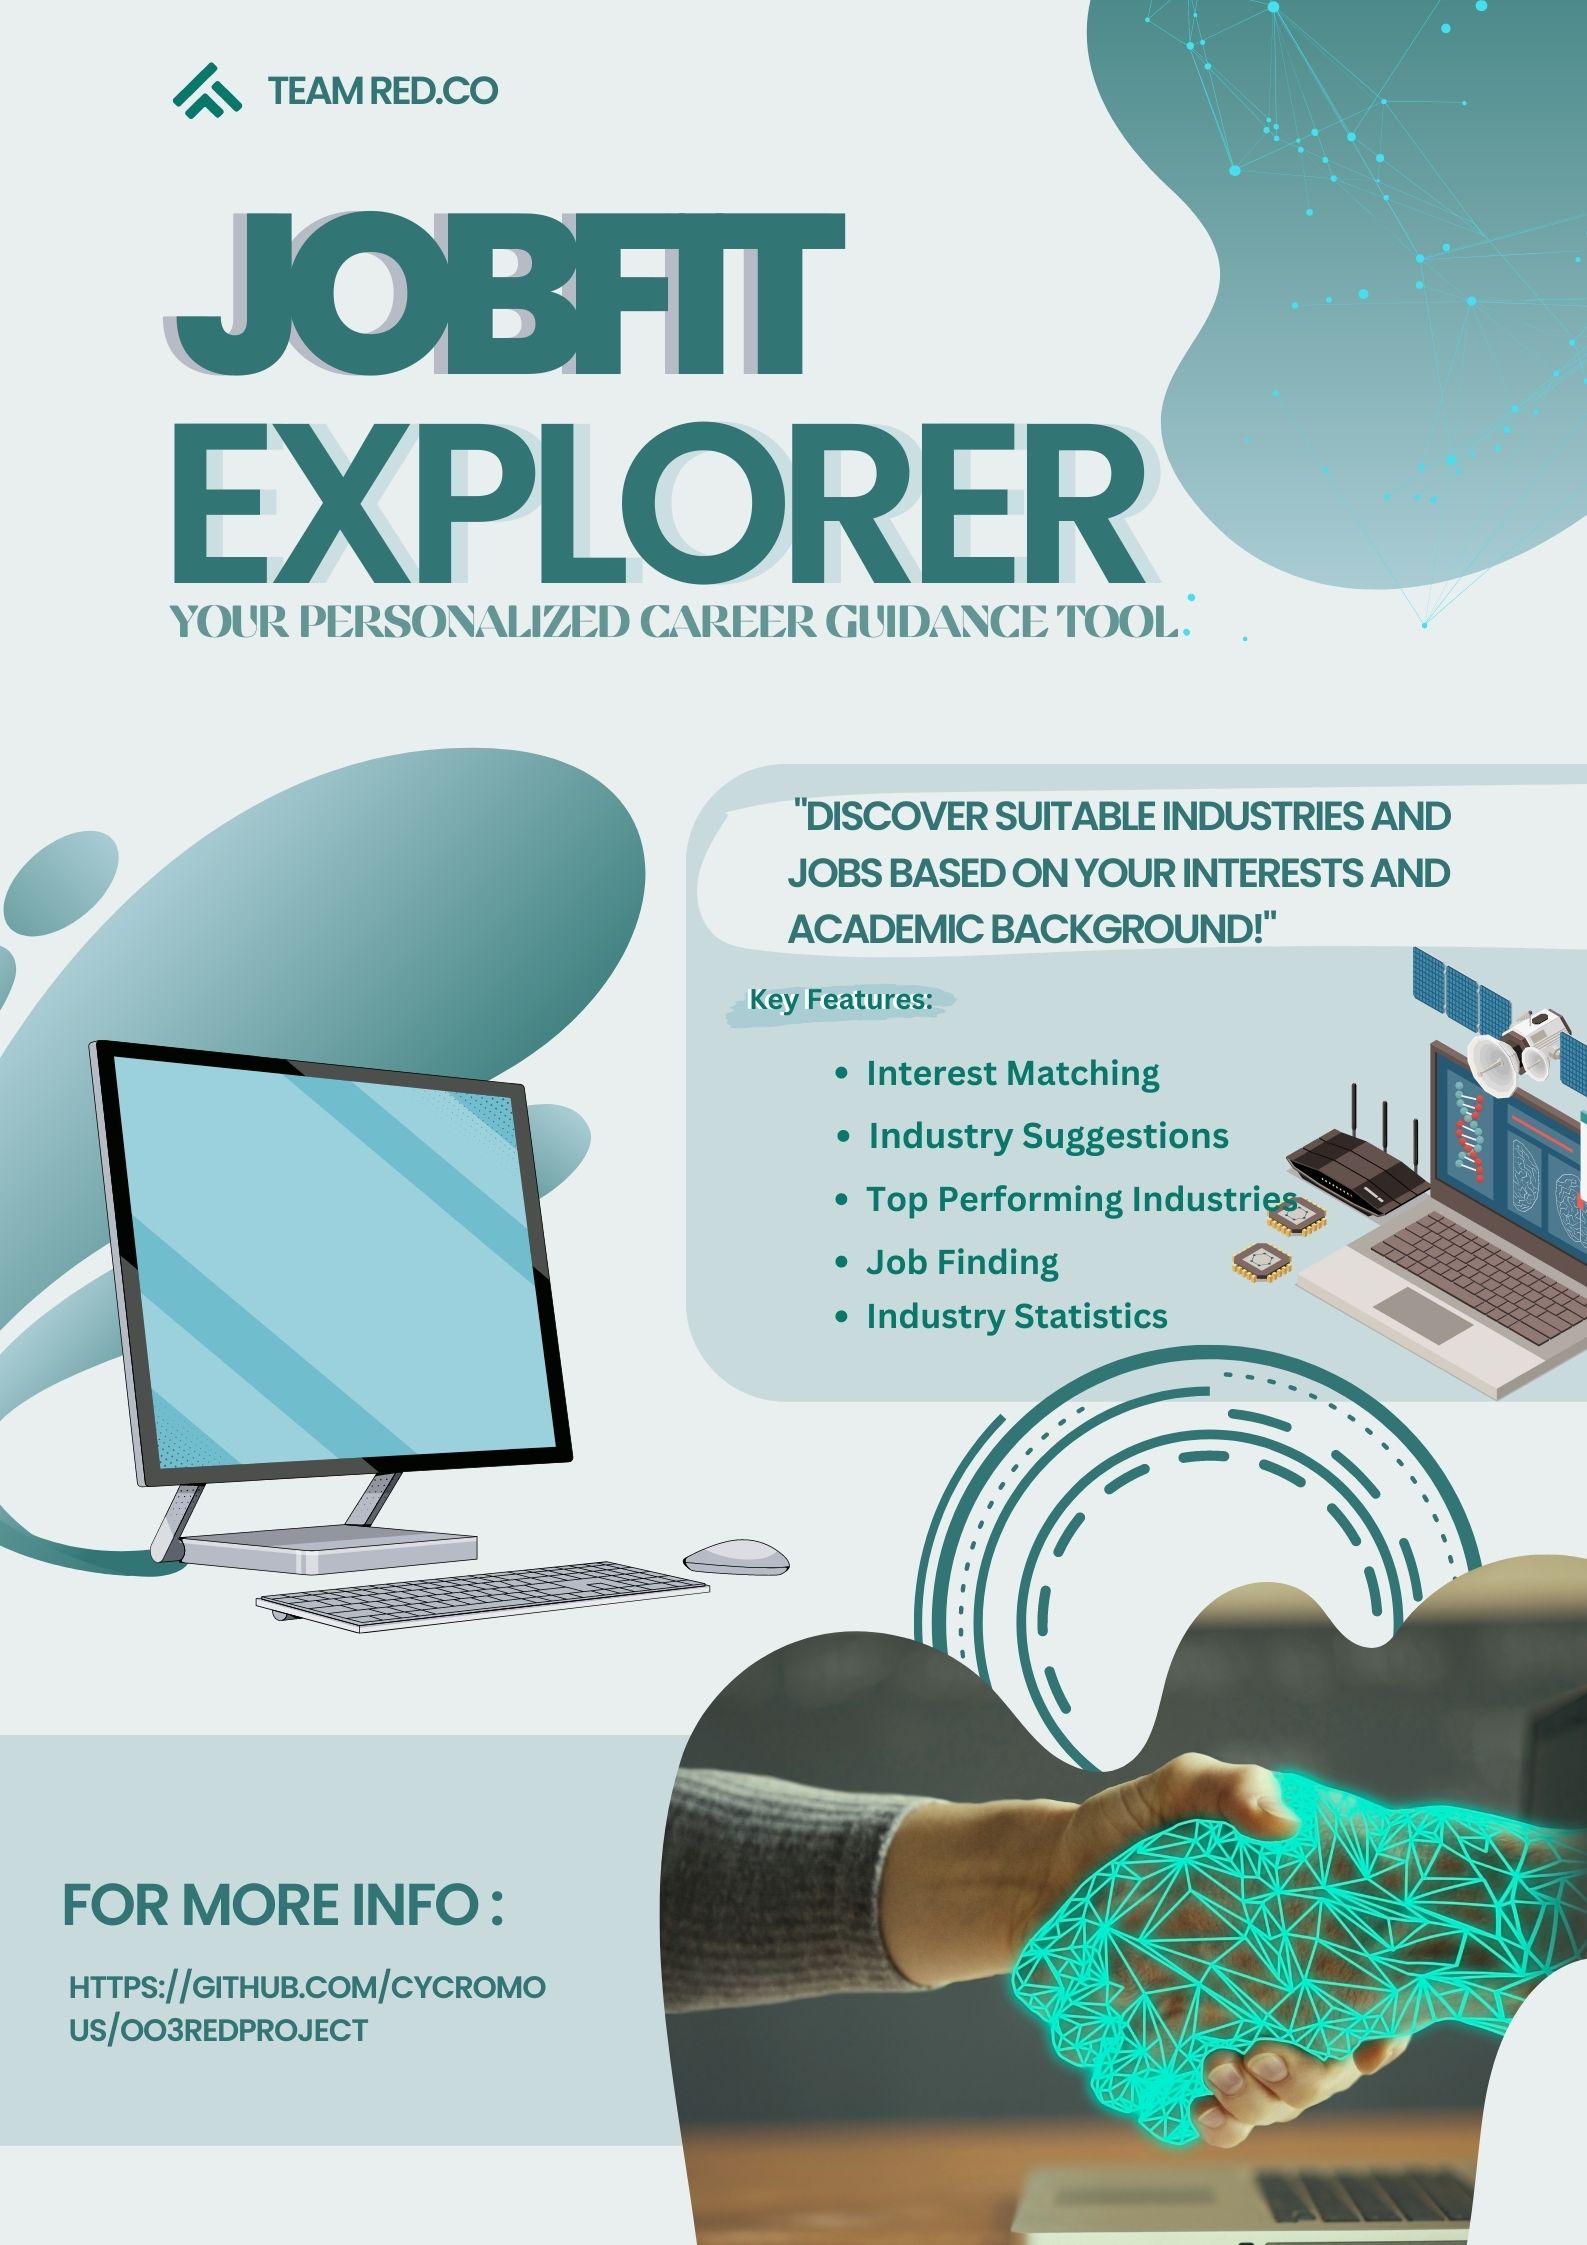 TEAM RED.CO
JOBFIT
EXPLORER
YOUR PERSONALIZED CAREER GUIDANCE TOOL
"DISCOVER SUITABLE INDUSTRIES AND
JOBS BASED ON YOUR INTERESTS AND
ACADEMIC BACKGROUND!"
Key Features:
• Interest Matching
• Industry Suggestions
• Top Performing Industries
• Job Finding
• Industry Statistics
FOR MORE INFO :
HTTPS://GITHUB.COM/CYCROMO
US/OO3REDPROJECT